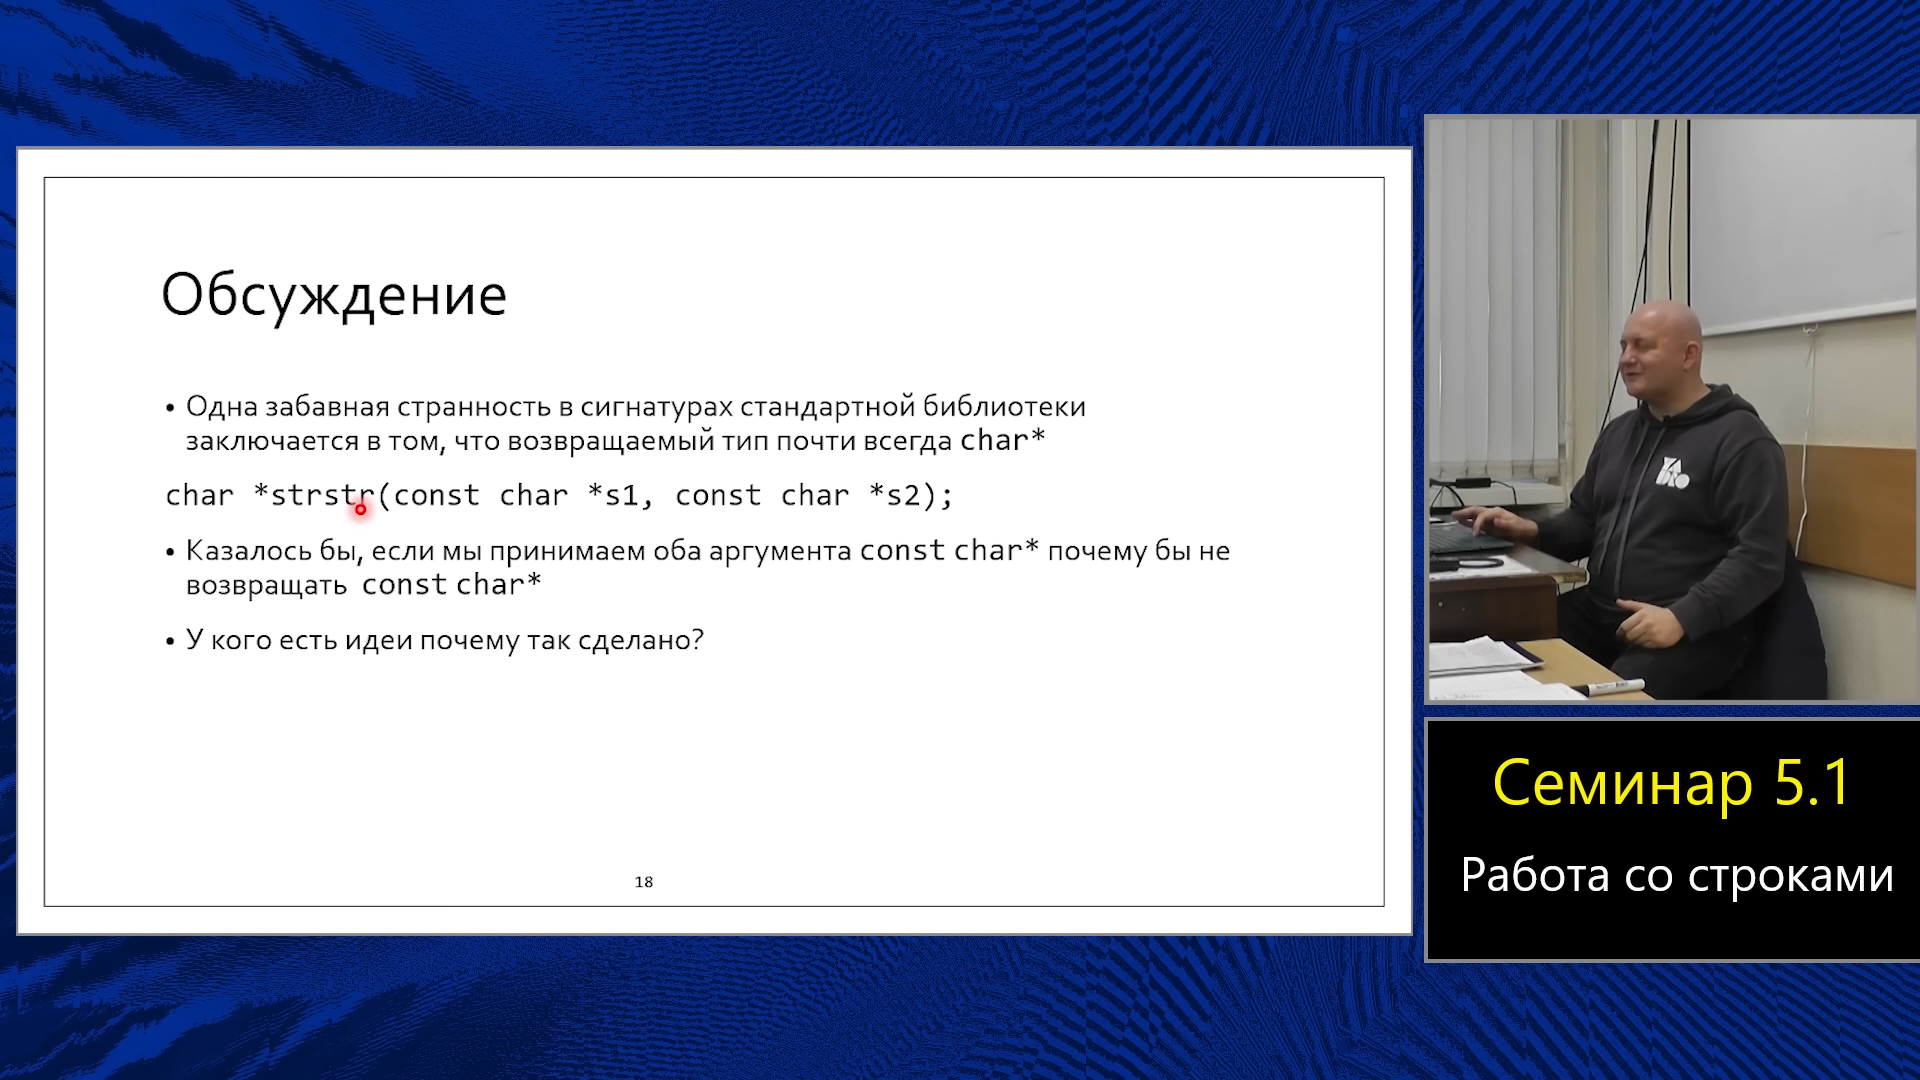 Обсуждение
• Одна забавная странность в сигнатурах стандартной библиотеки
заключается в том, что возвращаемый тип почти всегда char*
char *strstr(const char *s1, const char *s2);
• Казалось бы, если мы принимаем оба аргумента const char* почему бы не
возвращать const char*
• У кого есть идеи почему так сделано?
18
YADRO
Семинар 5.1
Работа со строками